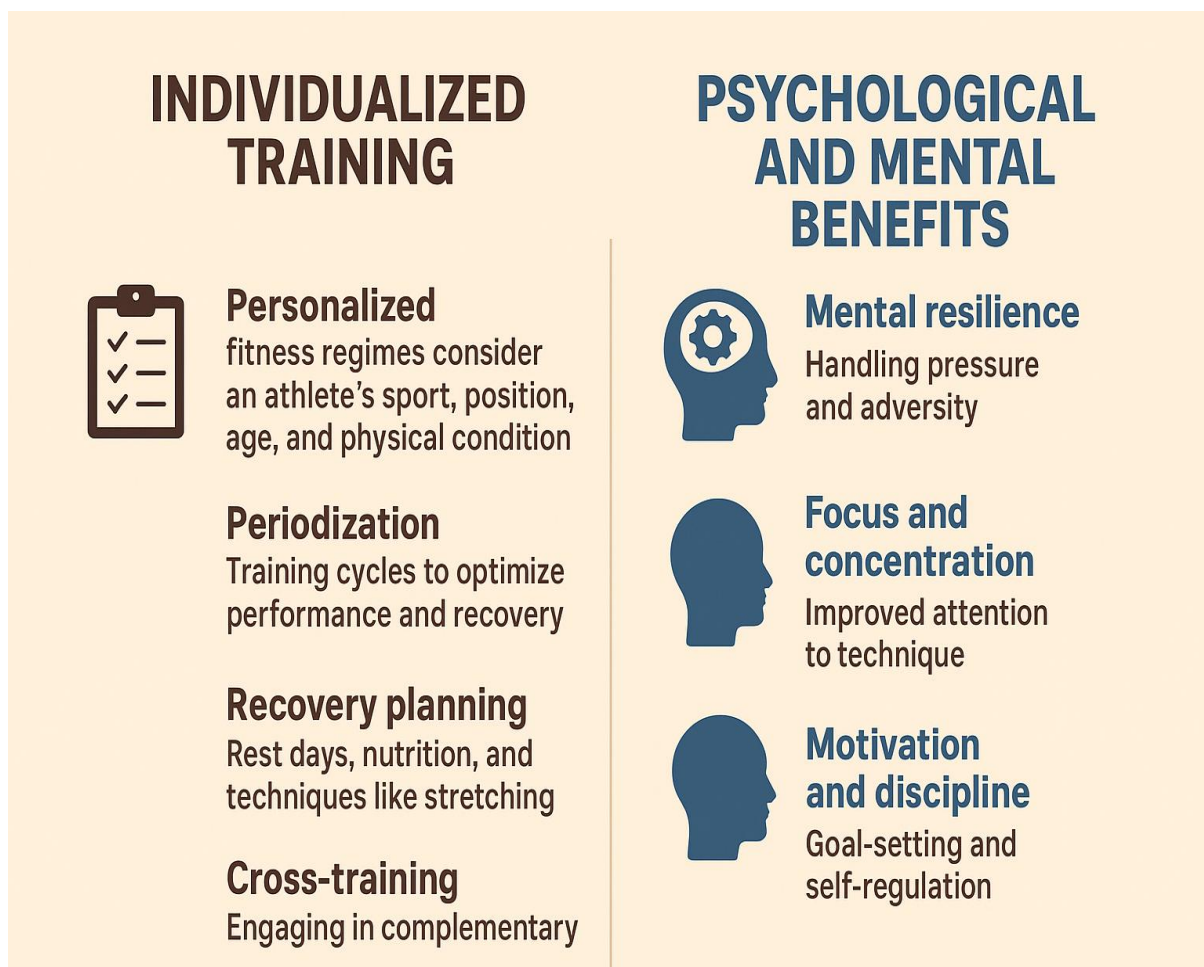 INDIVIDUALIZED
TRAINING
Personalized
fitness regimes consider
an athlete's sport, position,
age, and physical condition
Periodization
Training cycles to optimize
performance and recovery
Recovery planning
Rest days, nutrition, and
techniques like stretching
Cross-training
Engaging in complementary
PSYCHOLOGICAL
AND MENTAL
BENEFITS
Mental resilience
Handling pressure
and adversity
Focus and
concentration
Improved attention
to technique
Motivation
and discipline
Goal-setting and
self-regulation